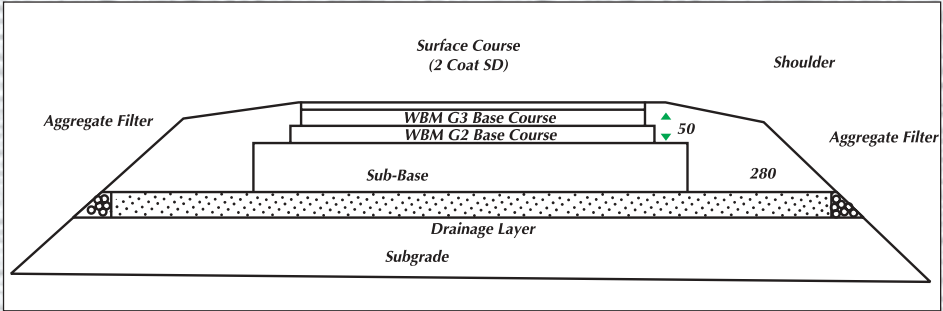 Surface Course
(2 Coat SD)
Shoulder
Aggregate Filter
WBM G3 Base Course
50
WBM G2 Base Course
Aggregate Filter
Sub-Base
280
Drainage Layer
Subgrade